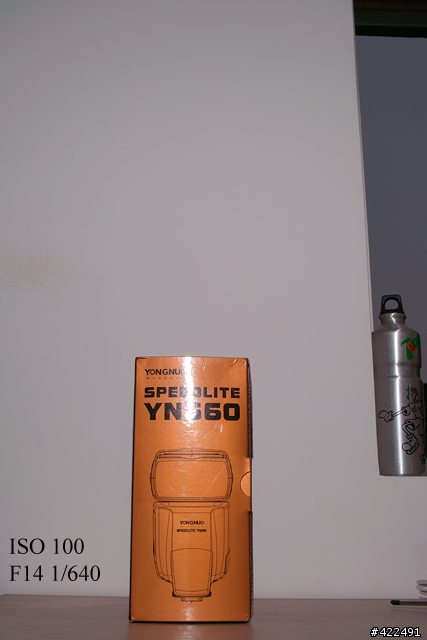 YONGNUO
SPEEDLITE
YN560
YONGNUO
SPEEDLITE YN560
ISO 100
F14 1/640
#422491